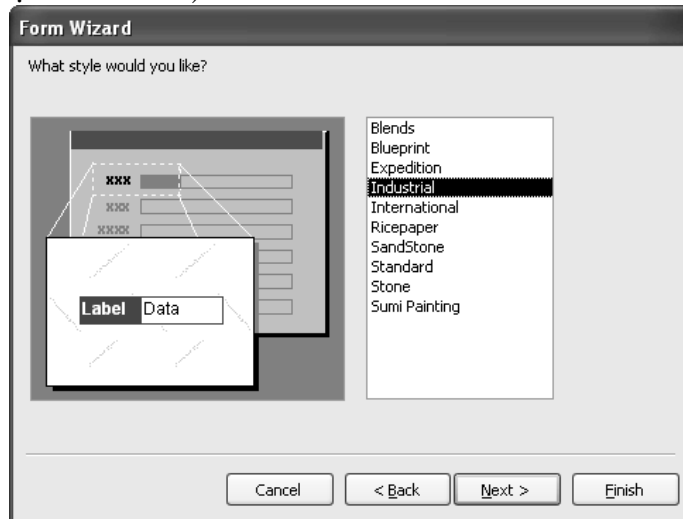 Form Wizard
What style would you like?
xxx
xxx
xxxx
Label Data
Blends
Blueprint
Expedition
Industrial
International
Ricepaper
SandStone
Standard
Stone
Sumi Painting
Cancel < Back Next > Finish